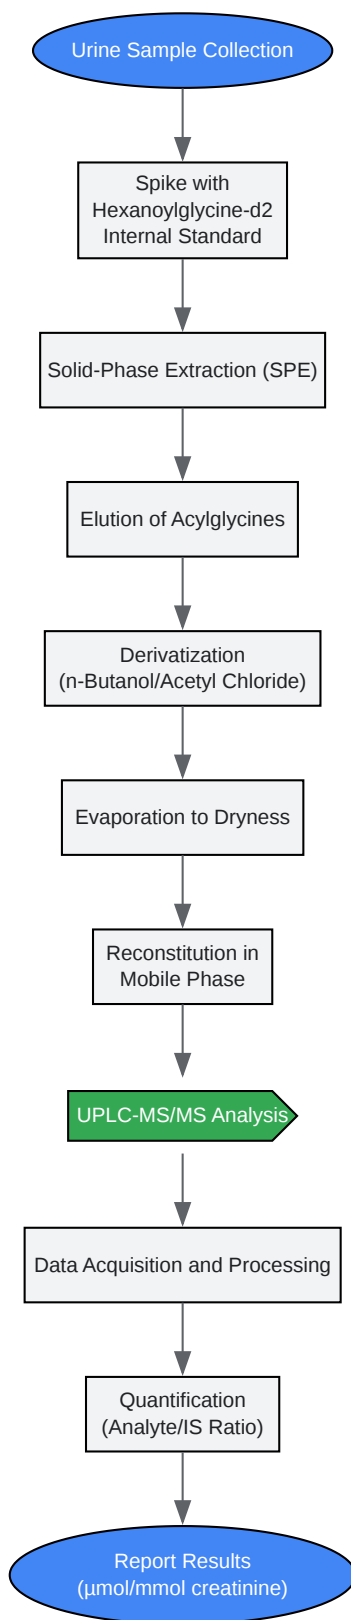 Urine Sample Collection
Spike with
Hexanoylglycine-d2
Internal Standard
Solid-Phase Extraction (SPE)
Elution of Acylglycines
Derivatization
(n-Butanol/Acetyl Chloride)
Evaporation to Dryness
Reconstitution in
Mobile Phase
UPLC-MS/MS Analysis
Data Acquisition and Processing
Quantification
(Analyte/IS Ratio)
Report Results
(µmol/mmol creatinine)